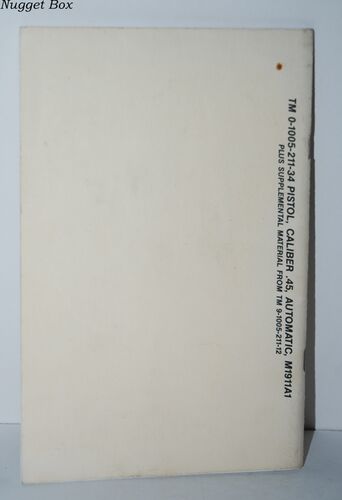 Nugget Box
TM 0-1005-211-34 PISTOL, CALIBER .45, AUTOMATIC, M1911A1
PLUS SUPPLEMENTAL MATERIAL FROM TM 9-1005-211-12